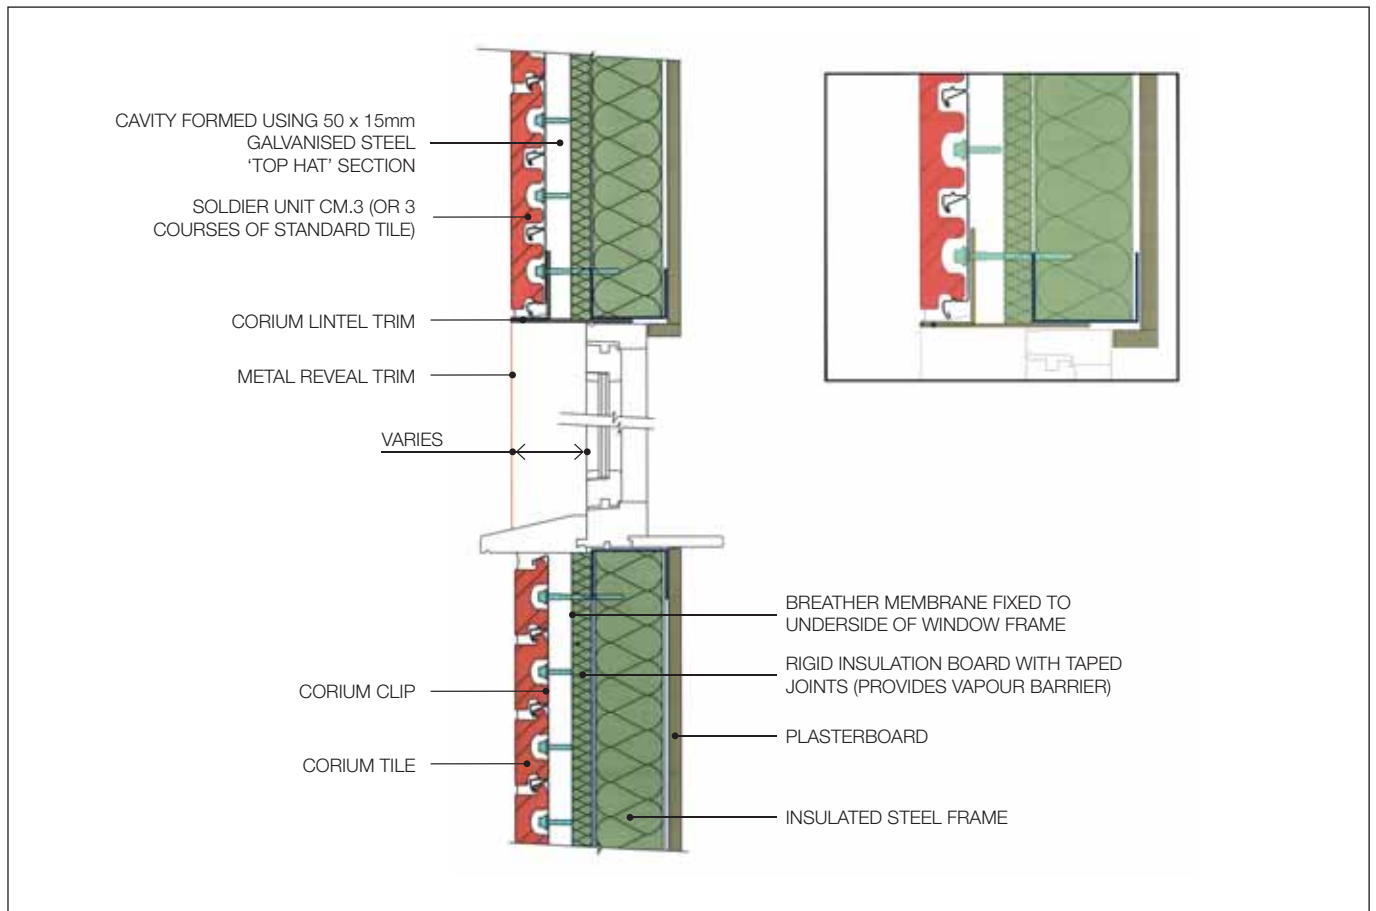 CAVITY FORMED USING 50 x 15mm
GALVANISED STEEL
‘TOP HAT’ SECTION
SOLDIER UNIT CM.3 (OR 3
COURSES OF STANDARD TILE)
CORIUM LINTEL TRIM
METAL REVEAL TRIM
VARIES
CORIUM CLIP
CORIUM TILE
BREATHER MEMBRANE FIXED TO
UNDERSIDE OF WINDOW FRAME
RIGID INSULATION BOARD WITH TAPED
JOINTS (PROVIDES VAPOUR BARRIER)
PLASTERBOARD
INSULATED STEEL FRAME